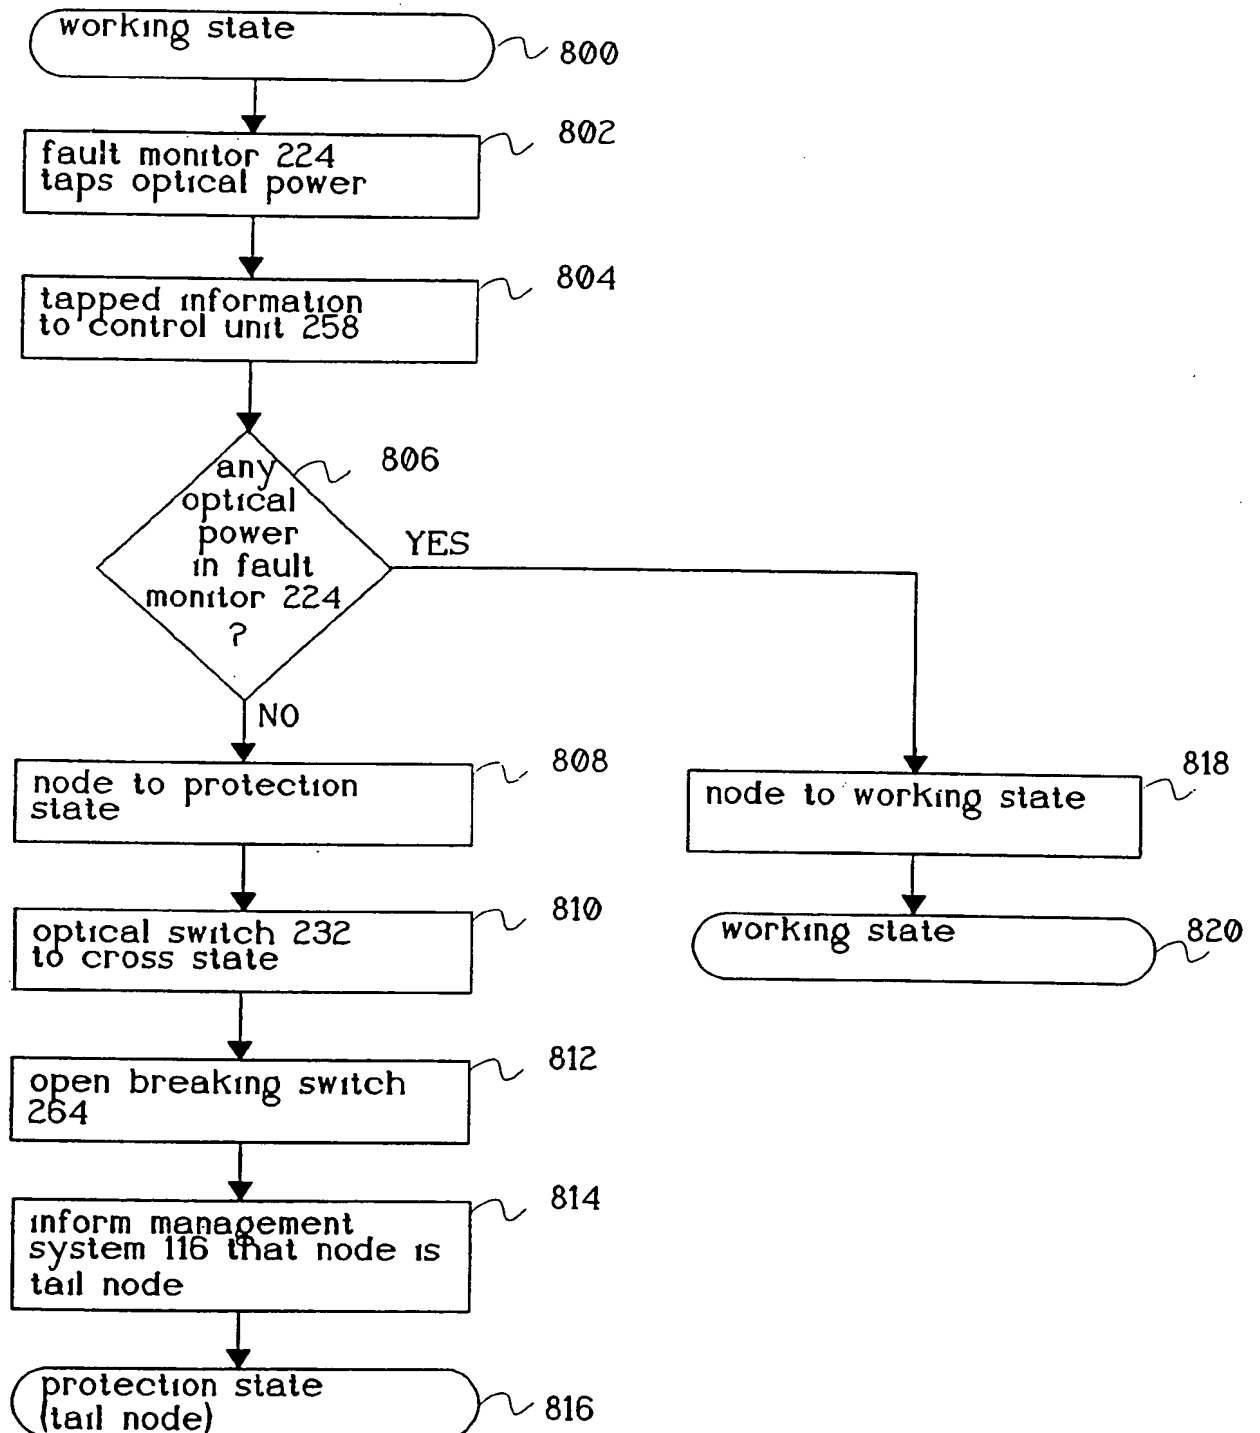 working state
800
802
fault monitor 224
taps optical power
804
tapped information
to control unit 258
806
any
optical
power
in fault
monitor 224
?
YES
NO
808
node to protection
state
818
node to working state
810
optical switch 232
to cross state
working state
820
812
open breaking switch
264
814
inform management
system 116 that node is
tail node
protection state
(tail node)
816